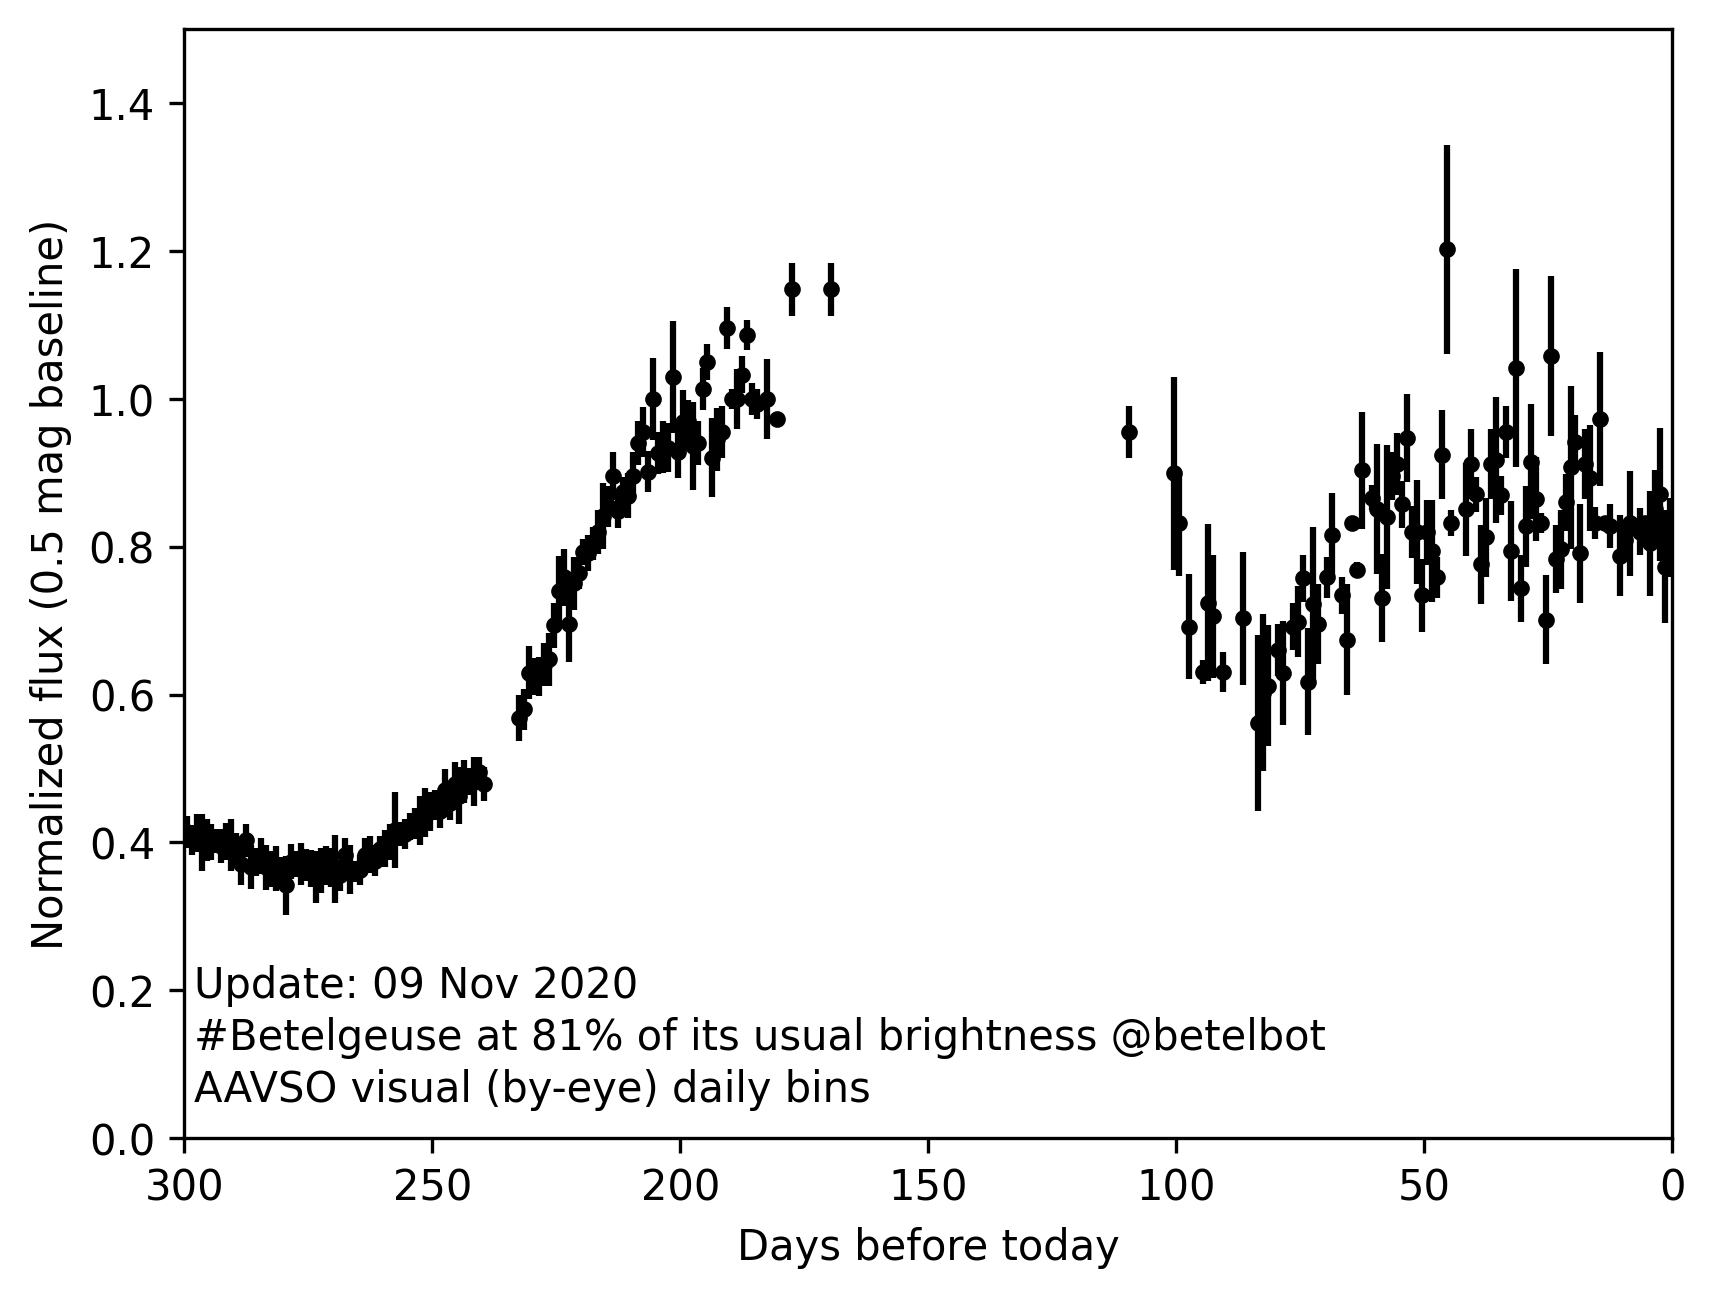 Normalized flux (0.5 mag baseline)
1.4
1.2
1.0
0.8
0.6
0.4
0.2
0.0
Update: 09 Nov 2020
#Betelgeuse at 81% of its usual brightness @betelbot
AAVSO visual (by-eye) daily bins
300 250 200 150 100 50 0
Days before today